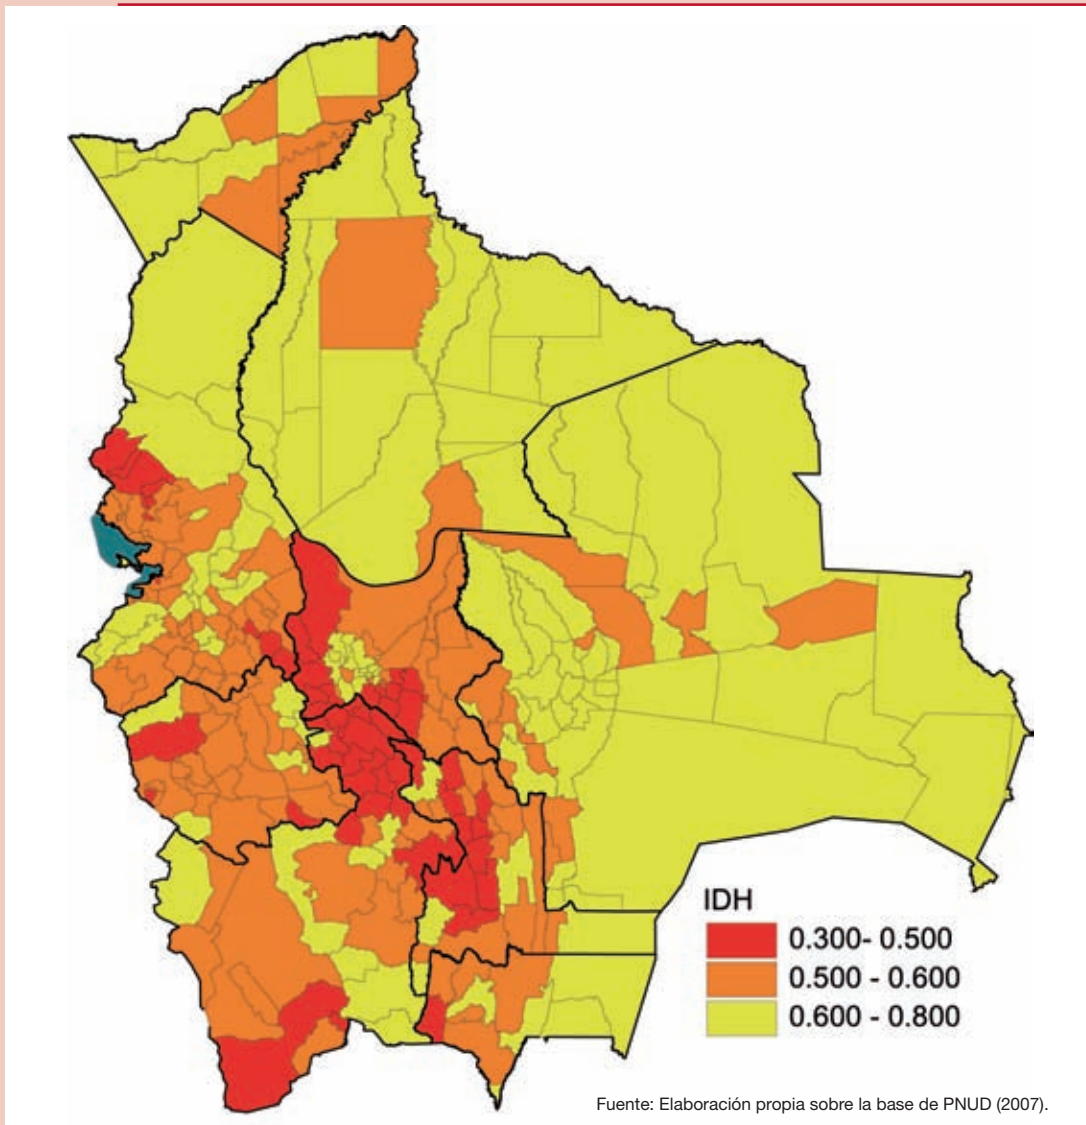 IDH
0.300- 0.500
0.500 - 0.600
0.600 - 0.800
Fuente: Elaboración propia sobre la base de PNUD (2007).